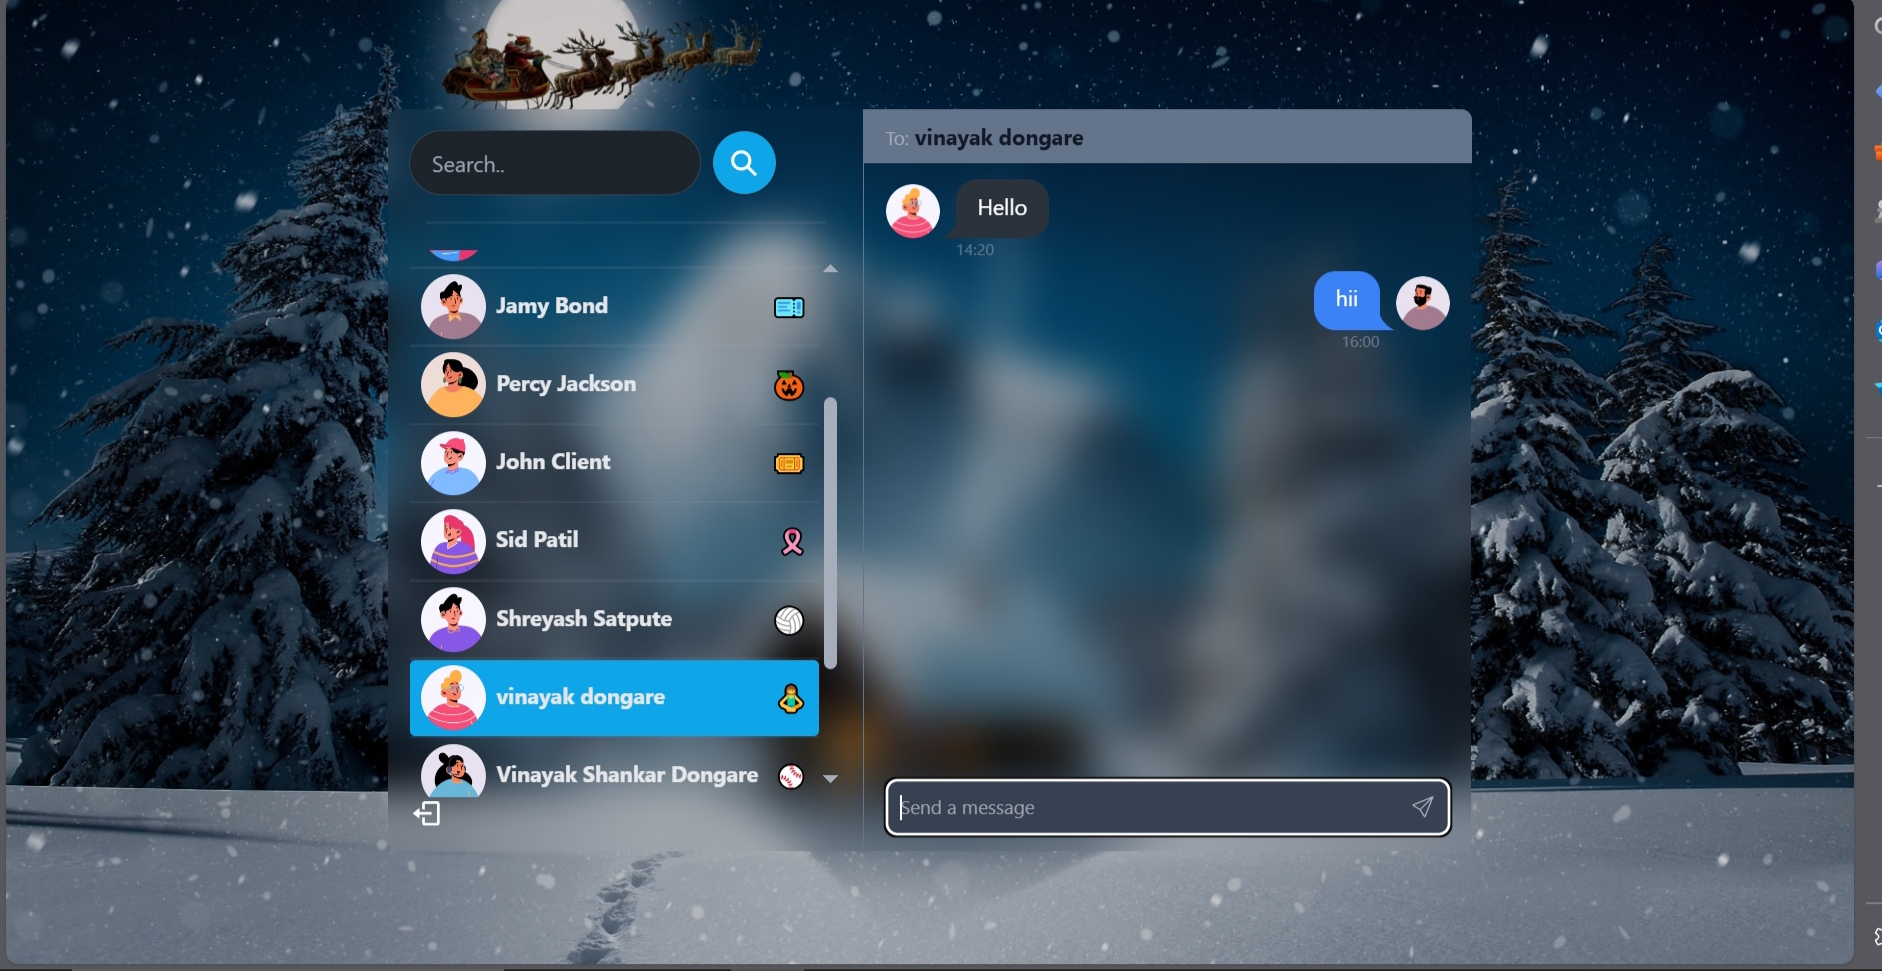 Search..
Jamy Bond
Percy Jackson
John Client
Sid Patil
Shreyash Satpute
vinayak dongare
Vinayak Shankar Dongare
To: vinayak dongare
Hello
14:20
hii
16:00
Send a message